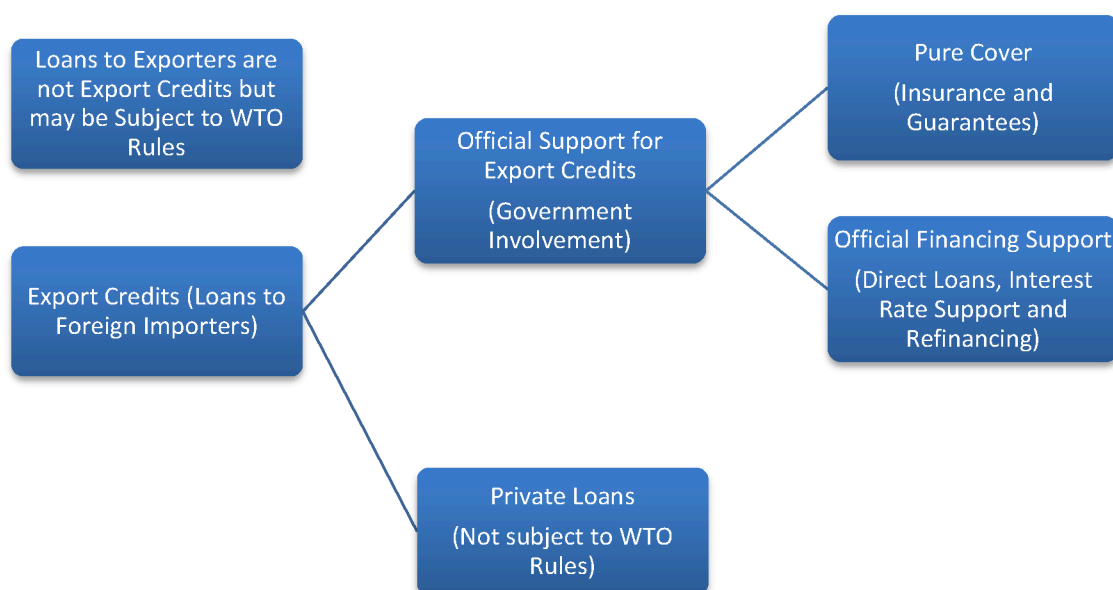 Loans to Exporters are
not Export Credits but
may be Subject to WTO
Rules
Export Credits (Loans to
Foreign Importers)
Official Support for
Export Credits
(Government
Involvement)
Private Loans
(Not subject to WTO
Rules)
Pure Cover
(Insurance and
Guarantees)
Official Financing Support
(Direct Loans, Interest
Rate Support and
Refinancing)